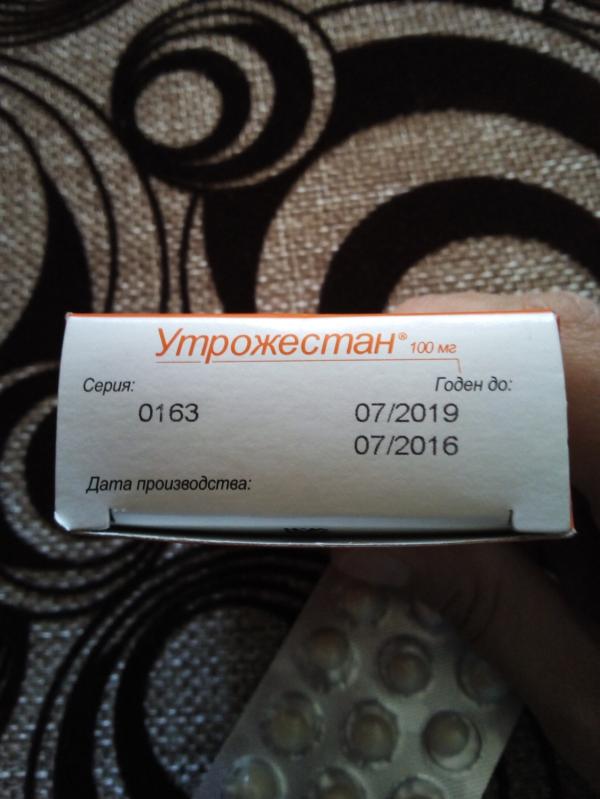 Утрожестан® 100 мг
Серия: Годен до:
0163 07/2019
07/2016
Дата производства: